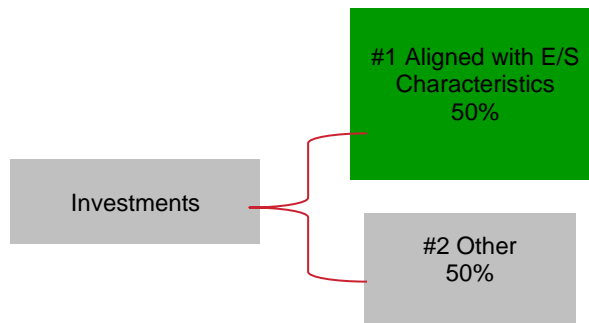 #1 Aligned with E/S
Characteristics
50%
Investments
#2 Other
50%